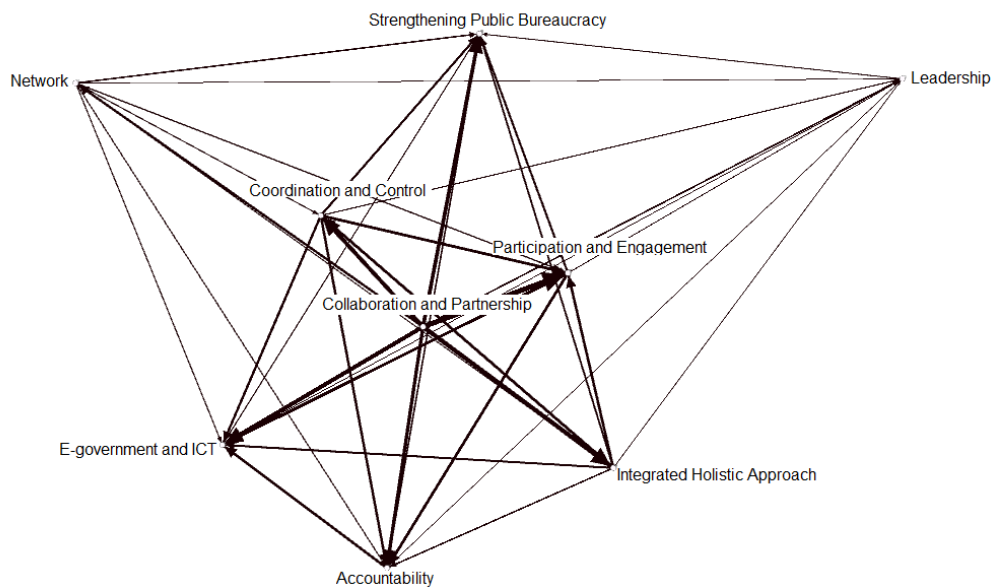 Strengthening Public Bureaucracy
Network
Leadership
Coordination and Control
Participation and Engagement
Collaboration and Partnership
E-government and ICT
Integrated Holistic Approach
Accountability